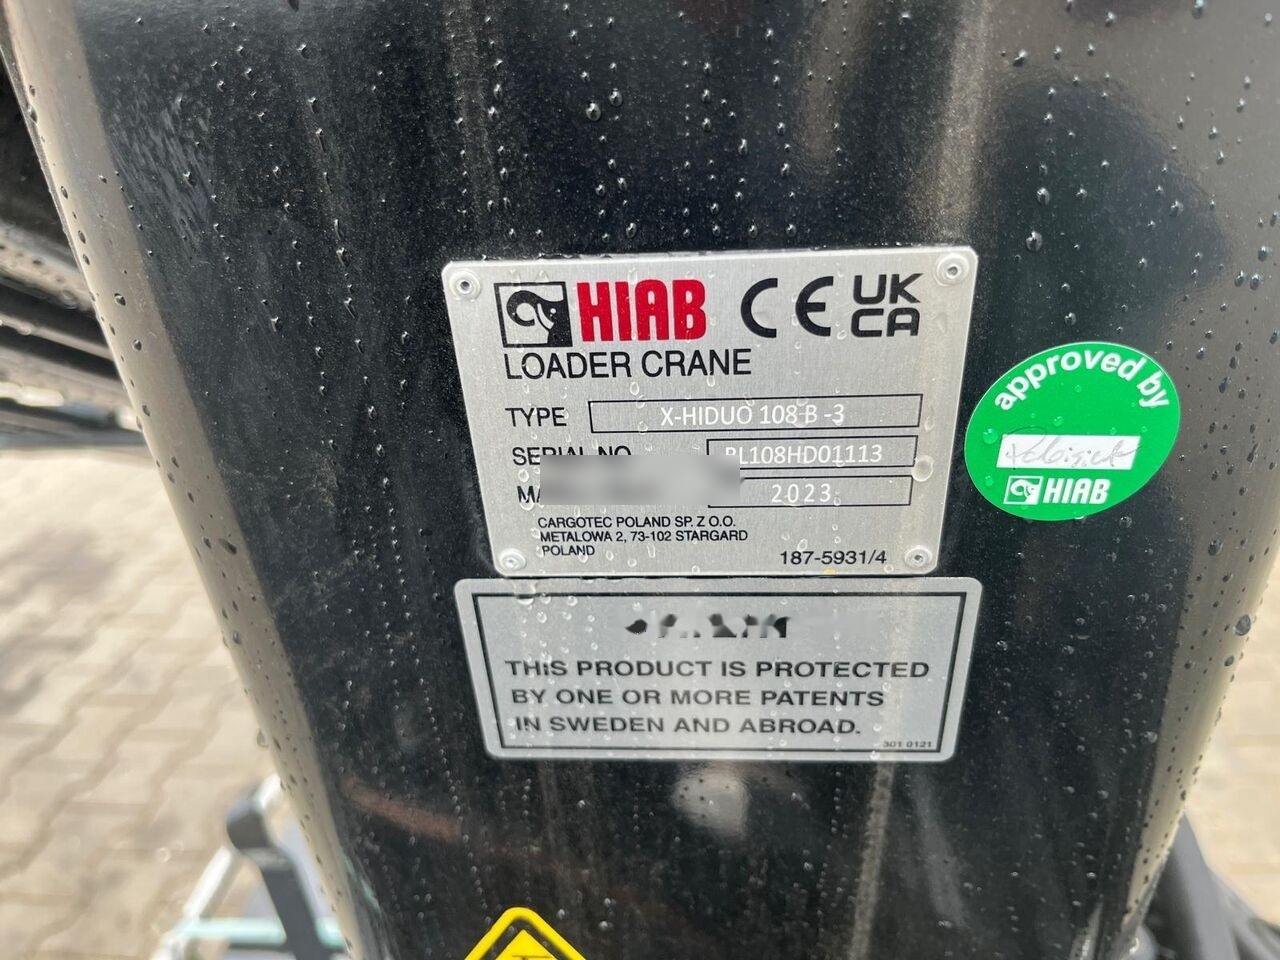 HIAB CE UK CA
LOADER CRANE
TYPE X-HIDUO 108 B -3
SERIAL NO BL108HD01113
2023
CARGOTEC POLAND SP. Z O.O.
METALOWA 2, 73-102 STARGARD
POLAND
187-5931/4
approved by
HIAB
THIS PRODUCT IS PROTECTED
BY ONE OR MORE PATENTS
IN SWEDEN AND ABROAD.
301 0121